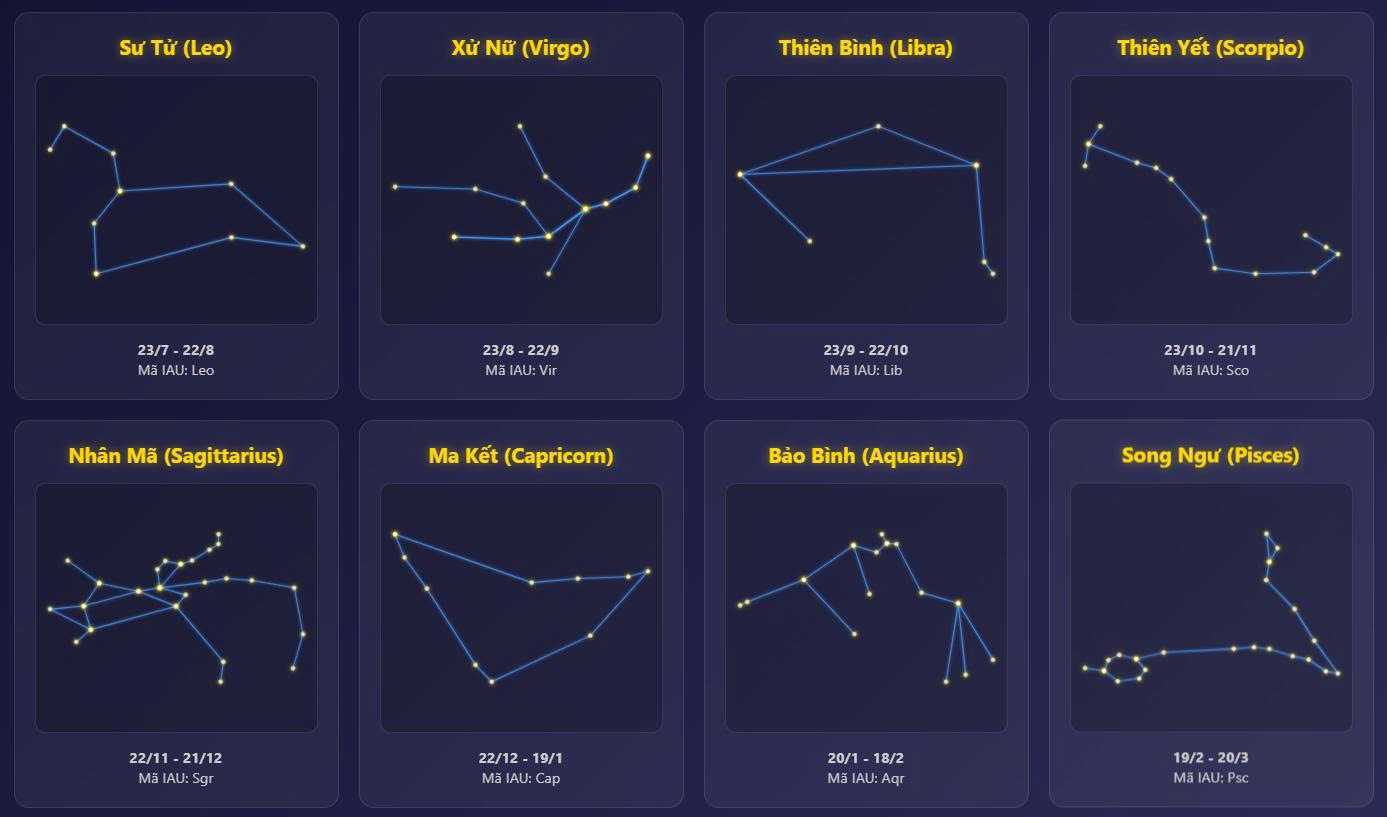 Sư Tử (Leo)
23/7 - 22/8
Mã IAU: Leo
Xử Nữ (Virgo)
23/8 - 22/9
Mã IAU: Vir
Thiên Bình (Libra)
23/9 - 22/10
Mã IAU: Lib
Thiên Yết (Scorpio)
23/10 - 21/11
Mã IAU: Sco
Nhân Mã (Sagittarius)
22/11 - 21/12
Mã IAU: Sgr
Ma Kết (Capricorn)
22/12 - 19/1
Mã IAU: Cap
Bảo Bình (Aquarius)
20/1 - 18/2
Mã IAU: Aqr
Song Ngư (Pisces)
19/2 - 20/3
Mã IAU: Psc